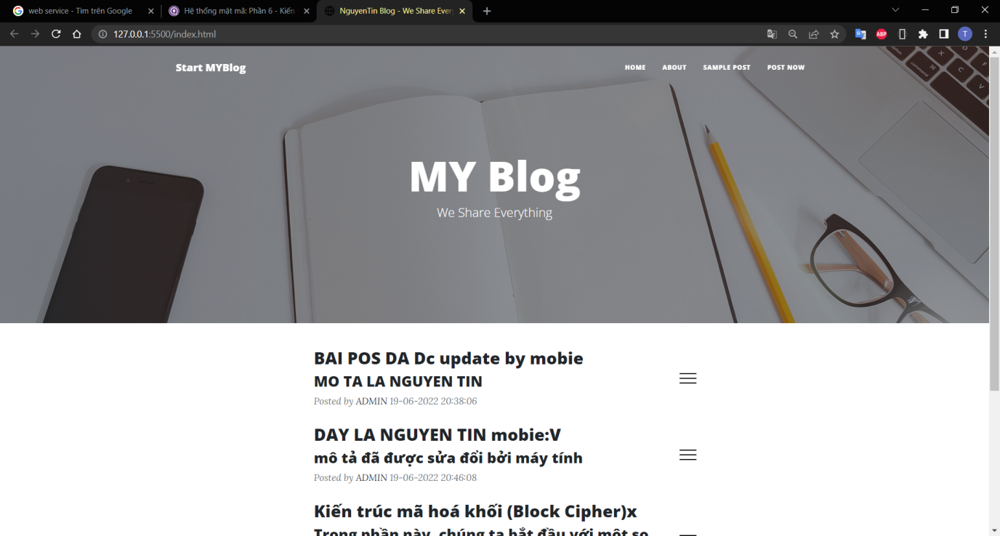 web service - Tìm trên Google
Hệ thống mật mã: Phần 6 - Kiến
NguyenTin Blog - We Share Every
127.0.0.1:5500/index.html
ABP
T
Start MYBlog
HOME ABOUT SAMPLE POST POST NOW
MY Blog
We Share Everything
BAI POS DA Dc update by mobie
MO TA LA NGUYEN TIN
Posted by ADMIN 19-06-2022 20:38:06
DAY LA NGUYEN TIN mobie:V
mô tả đã được sửa đổi bởi máy tính
Posted by ADMIN 19-06-2022 20:46:08
Kiến trúc mã hoá khối (Block Cipher)x
Trong phần này, chúng ta bắt đầu với một so